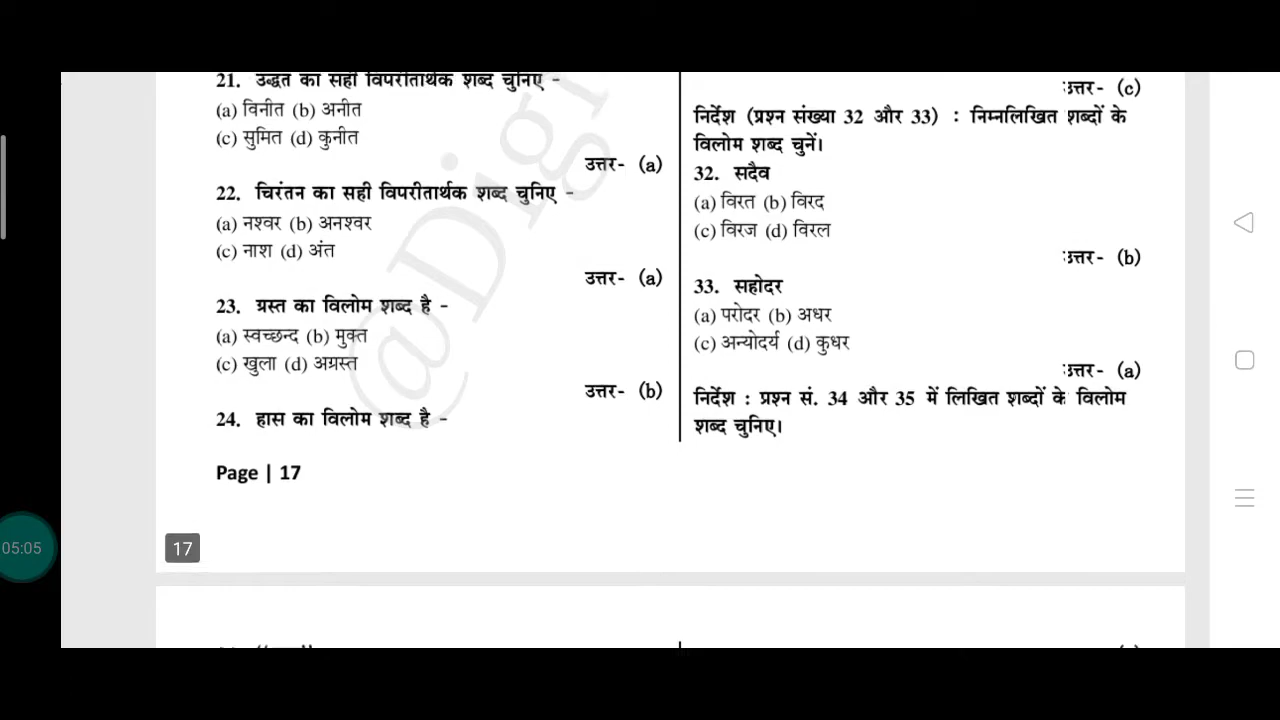 21. उद्धत का सही विपरीतार्थक शब्द चुनिए -
(a) विनीत (b) अनीत
(c) सुमित (d) कुनीत
उत्तर- (a)
22. चिरंतन का सही विपरीतार्थक शब्द चुनिए -
(a) नश्वर (b) अनश्वर
(c) नाश (d) अंत
उत्तर- (a)
23. ग्रस्त का विलोम शब्द है -
(a) स्वच्छन्द (b) मुक्त
(c) खुला (d) अग्रस्त
उत्तर- (b)
24. हास का विलोम शब्द है -
उत्तर- (c)
निर्देश (प्रश्न संख्या 32 और 33) : निम्नलिखित शब्दों के
विलोम शब्द चुनें।
32. सदैव
(a) विरत (b) विरद
(c) विरज (d) विरल
उत्तर- (b)
33. सहोदर
(a) परोदर (b) अधर
(c) अन्योदर्य (d) कुधर
उत्तर- (a)
निर्देश : प्रश्न सं. 34 और 35 में लिखित शब्दों के विलोम
शब्द चुनिए।
@Digi
Page | 17
17
05:05